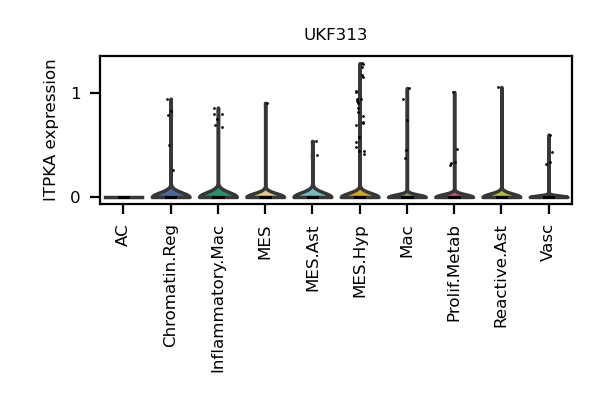 UKF313
ITPKA expression
1
0
AC
Chromatin.Reg
Inflammatory.Mac
MES
MES.Ast
MES.Hyp
Mac
Prolif.Metab
Reactive.Ast
Vasc